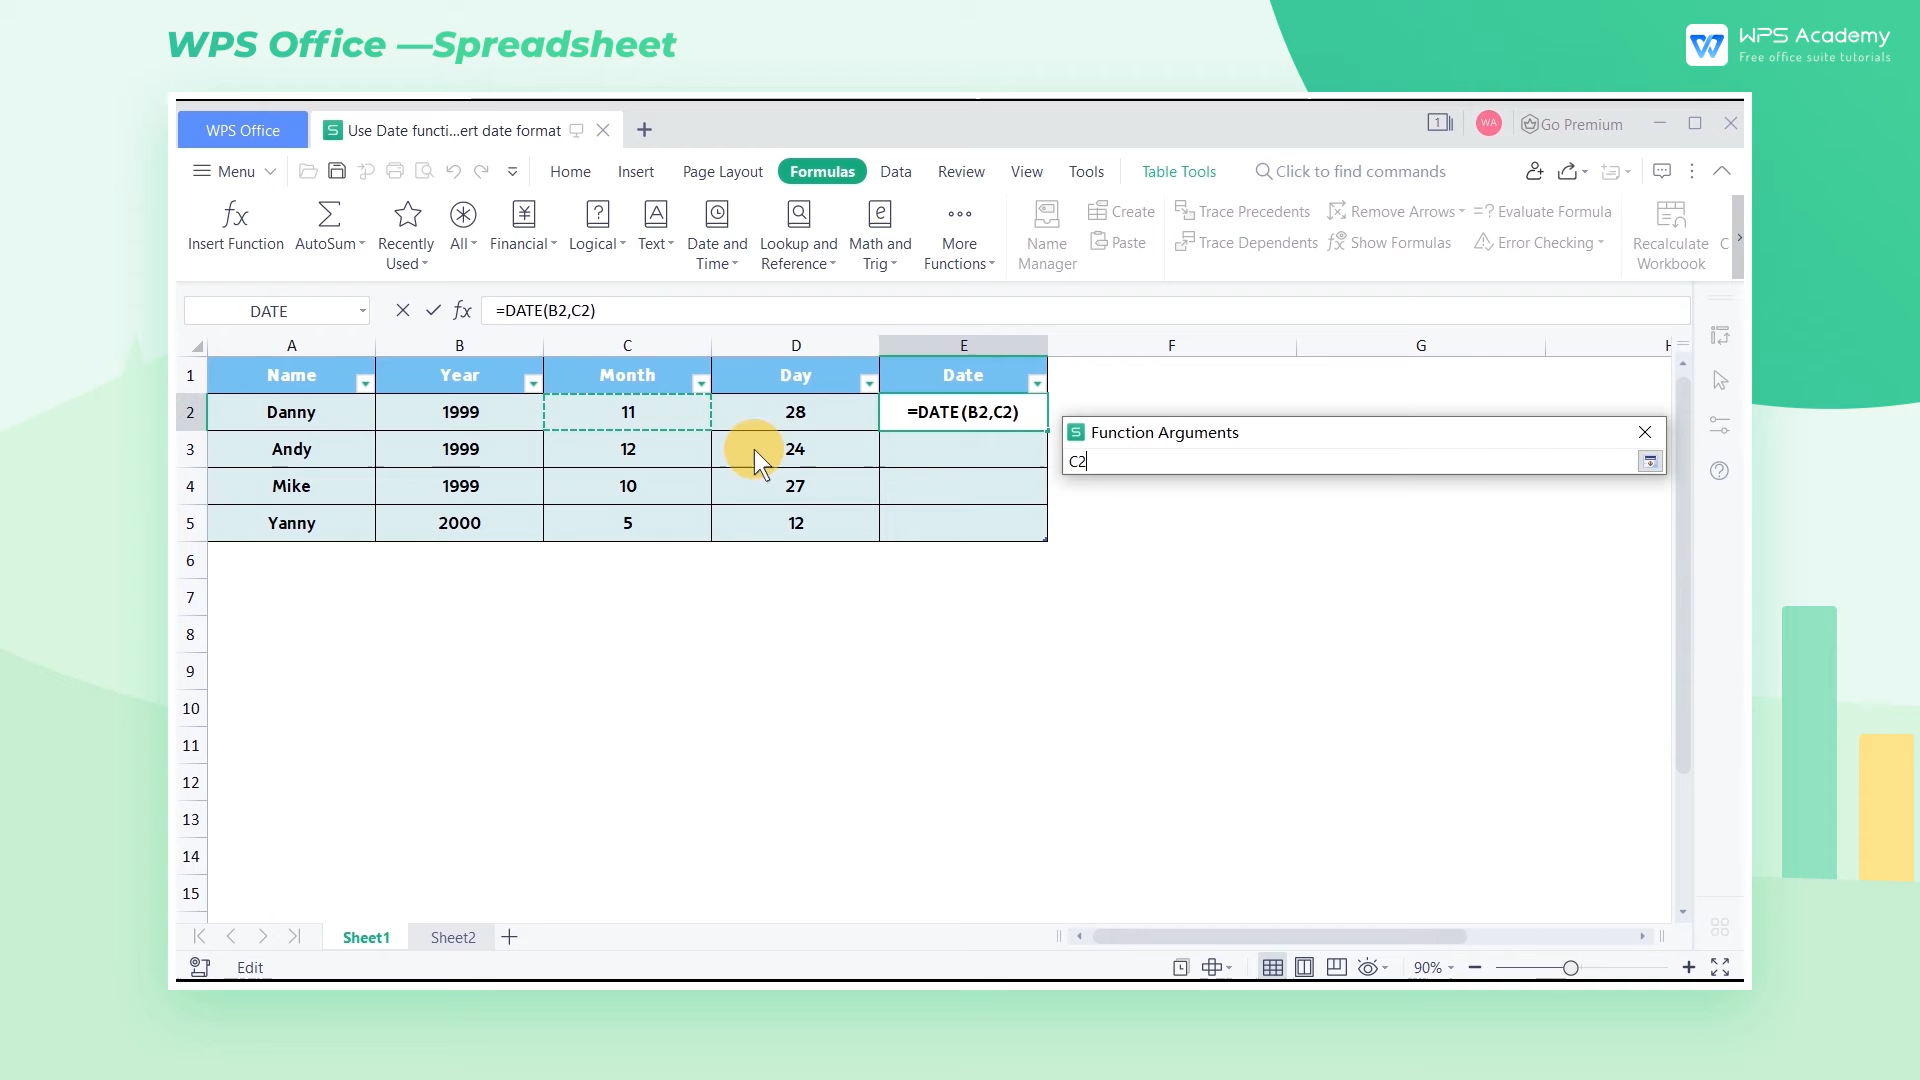 WPS Office —Spreadsheet
WPS Academy
Free office suite tutorials
WPS Office
Use Date functi...ert date format
WA
Go Premium
Menu
Home Insert Page Layout Formulas Data Review View Tools Table Tools Click to find commands
Insert Function AutoSum Recently Used All Financial Logical Text Date and Time Lookup and Reference Math and Trig More Functions Name Manager
Create
Paste
Trace Precedents Remove Arrows =? Evaluate Formula
Trace Dependents Show Formulas Error Checking
Recalculate Workbook
C
DATE
fx
=DATE(B2,C2)
A B C D E F G H
1 Name Year Month Day Date
2 Danny 1999 11 28 =DATE(B2,C2)
3 Andy 1999 12 24
4 Mike 1999 10 27
5 Yanny 2000 5 12
Function Arguments
C2
6
7
8
9
10
11
12
13
14
15
Sheet1 Sheet2
Edit
90%